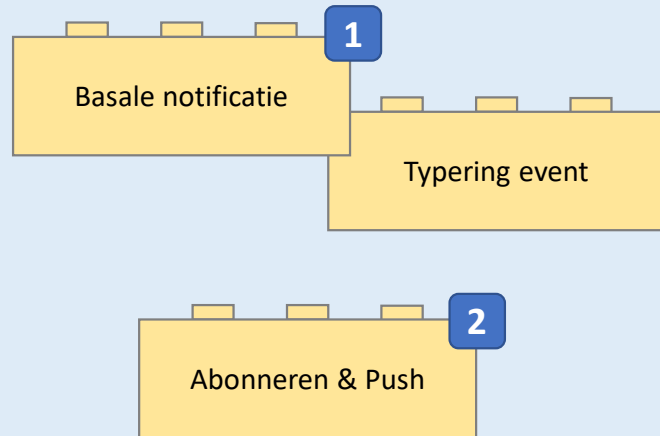 1
Basale notificatie
Typering event
2
Abonneren & Push